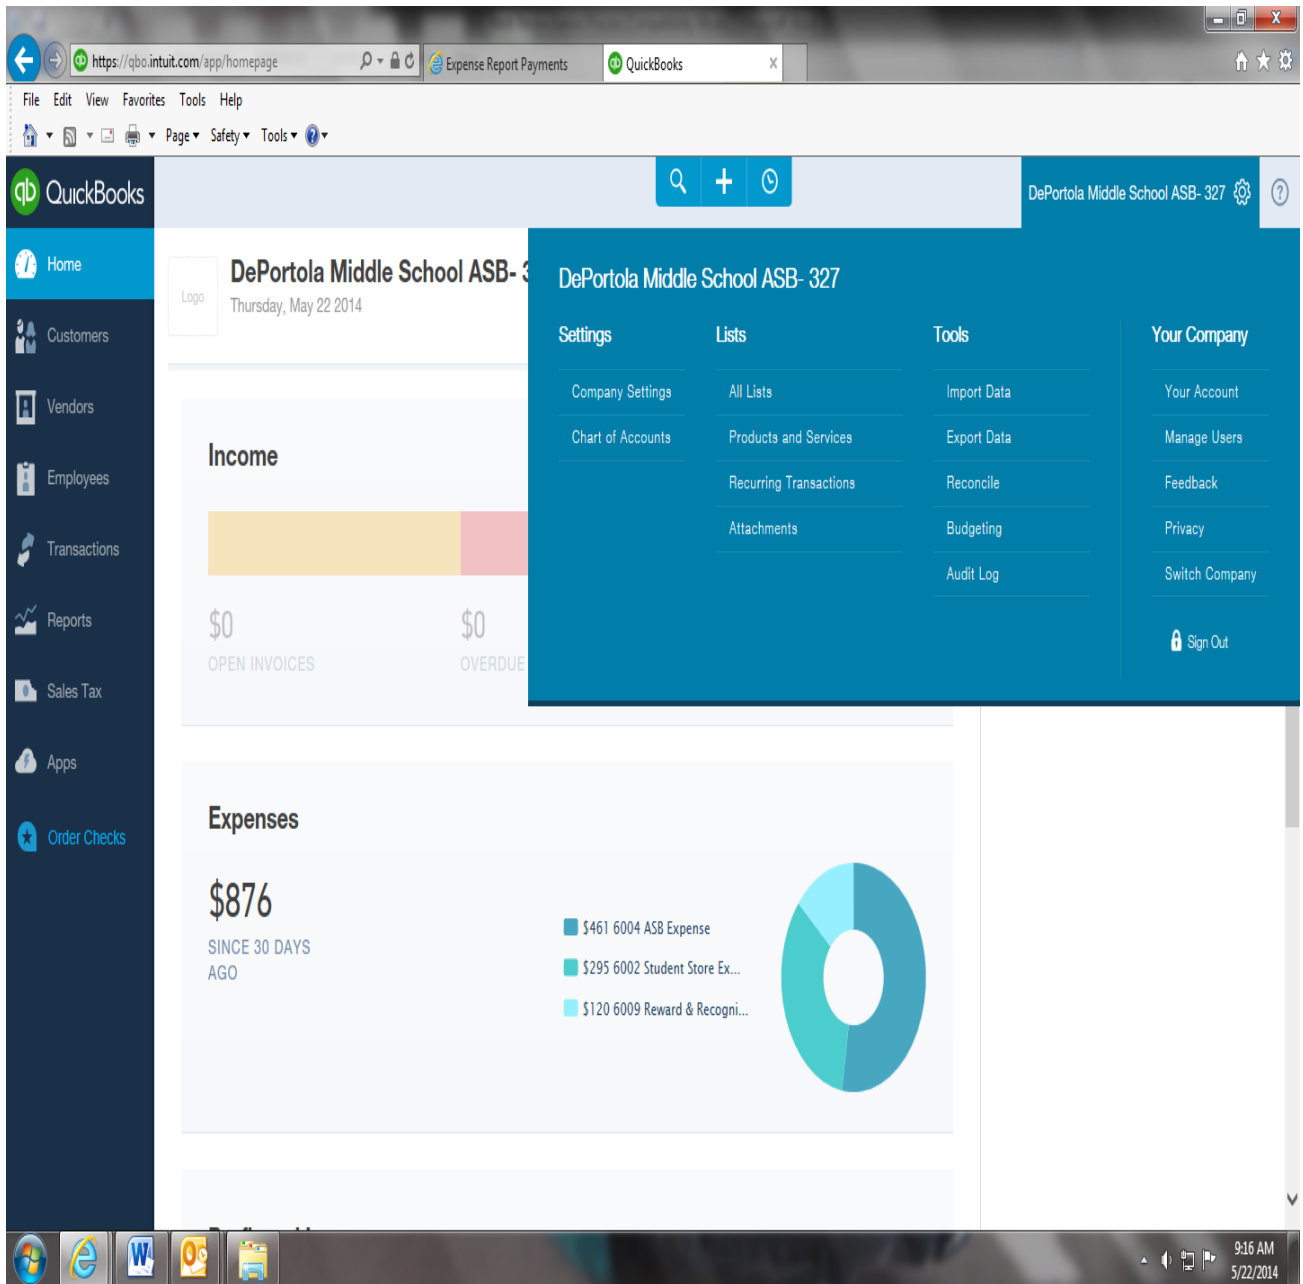 https://qbo.intuit.com/app/homepage
Expense Report Payments
QuickBooks
File Edit View Favorites Tools Help
Page Safety Tools
QuickBooks
DePortola Middle School ASB- 327
Home
Customers
Vendors
Employees
Transactions
Reports
Sales Tax
Apps
Order Checks
Logo
DePortola Middle School ASB-
Thursday, May 22 2014
DePortola Middle School ASB- 327
Settings
Company Settings
Chart of Accounts
Lists
All Lists
Products and Services
Recurring Transactions
Attachments
Tools
Import Data
Export Data
Reconcile
Budgeting
Audit Log
Your Company
Your Account
Manage Users
Feedback
Privacy
Switch Company
Sign Out
Income
$0
OPEN INVOICES
$0
OVERDUE
Expenses
$876
SINCE 30 DAYS
AGO
$461 6004 ASB Expense
$295 6002 Student Store Ex...
$120 6009 Reward & Recogni...
9:16 AM
5/22/2014